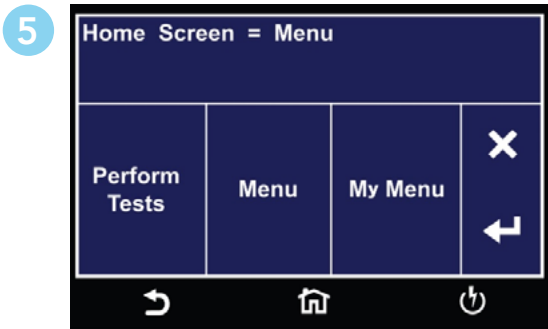 5
Home Screen = Menu
Perform
Tests
Menu
My Menu